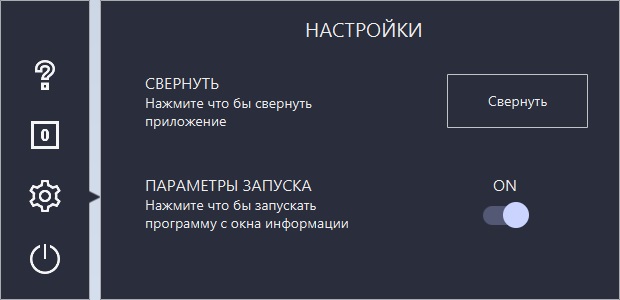 НАСТРОЙКИ
?
СВЕРНУТЬ
Нажмите что бы свернуть
приложение
Свернуть
0
ПАРАМЕТРЫ ЗАПУСКА
Нажмите что бы запускать
программу с окна информации
ON